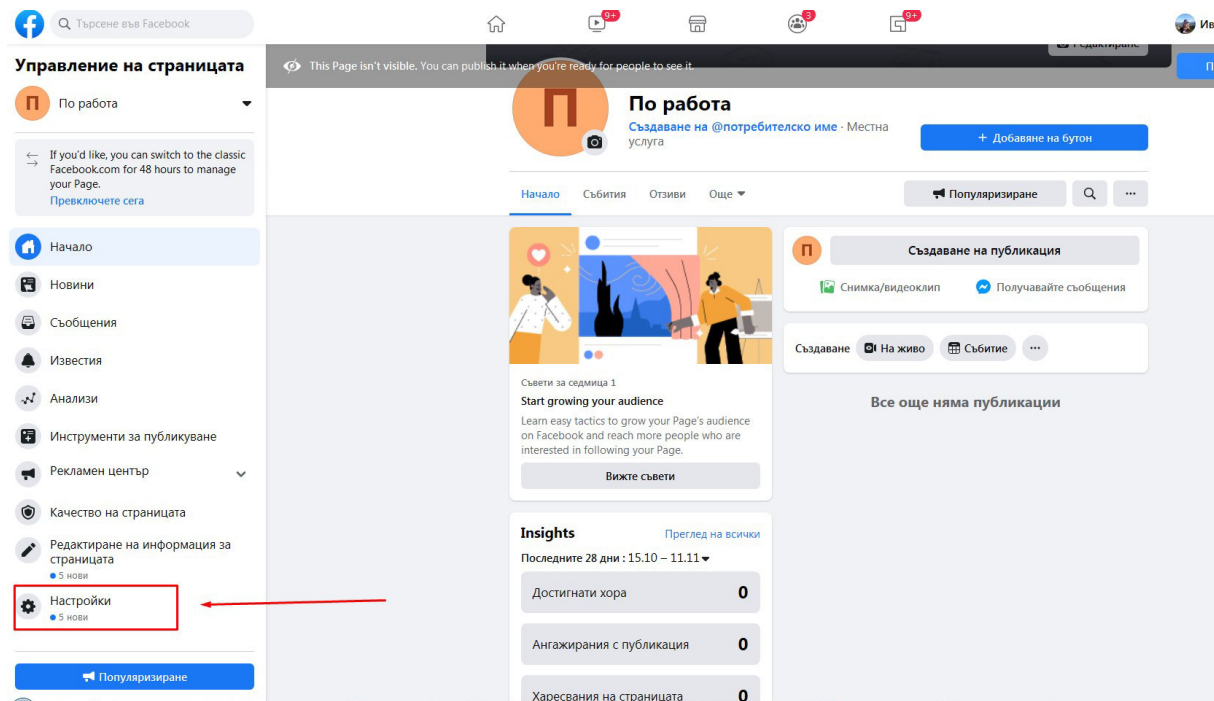 Търсене във Facebook
9+
3
9+
Ив
Управление на страницата
По работа
If you'd like, you can switch to the classic
Facebook.com for 48 hours to manage
your Page.
Превключете сега
Начало
Новини
Съобщения
Известия
Анализи
Инструменти за публикуване
Рекламен център
Качество на страницата
Редактиране на информация за
страницата
5 нови
Настройки
5 нови
Популяризиране
This Page isn't visible. You can publish it when you're ready for people to see it.
Редактиране
П
П
По работа
Създаване на @потребителско име · Местна
услуга
+ Добавяне на бутон
Начало Събития Отзиви Още
Популяризиране
Съвети за седмица 1
Start growing your audience
Learn easy tactics to grow your Page's audience
on Facebook and reach more people who are
interested in following your Page.
Вижте съвети
Insights Преглед на всички
Последните 28 дни : 15.10 – 11.11
Достигнати хора 0
Ангажирания с публикация 0
Харесвания на страницата 0
П
Създаване на публикация
Снимка/видеоклип Получавайте съобщения
Създаване На живо Събитие
Все още няма публикации